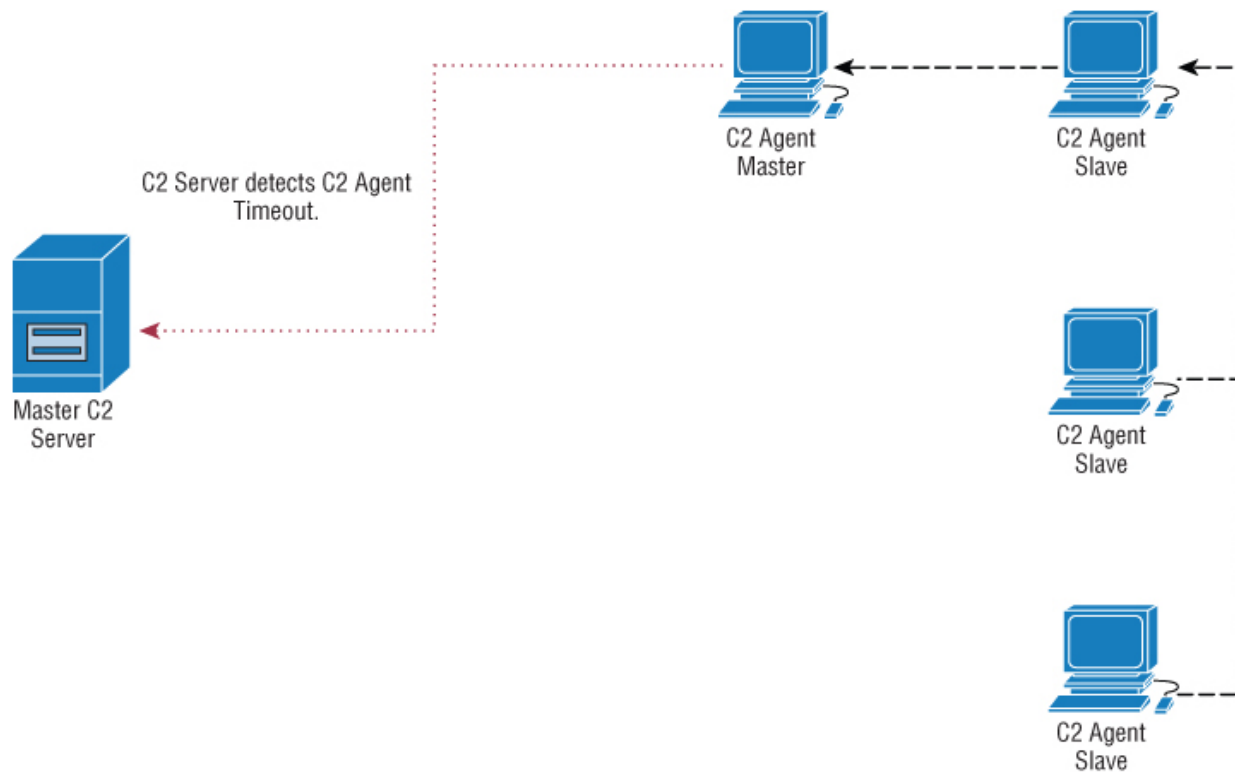 C2 Agent
Master
C2 Agent
Slave
C2 Server detects C2 Agent
Timeout.
Master C2
Server
C2 Agent
Slave
C2 Agent
Slave